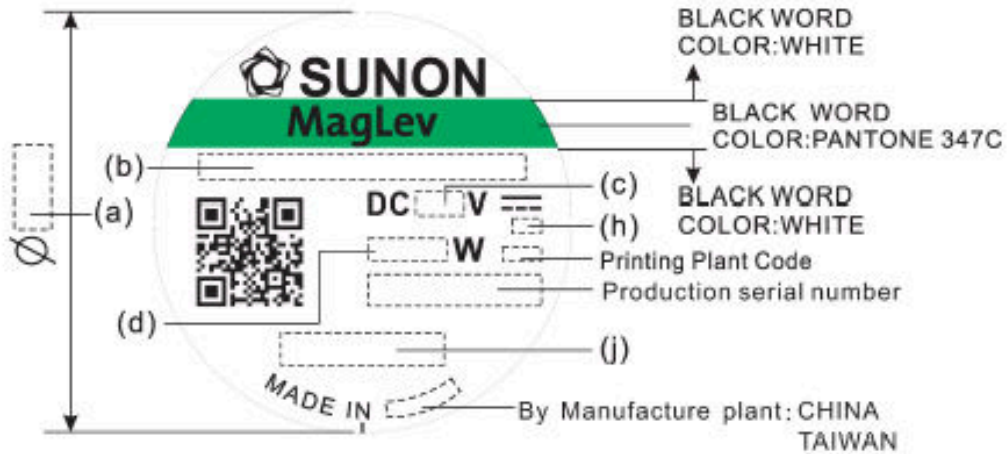 BLACK WORD
COLOR:WHITE
SUNON
MagLev
BLACK WORD
COLOR:PANTONE 347C
(b)
(a)
Ø
DC V
(c)
BLACK WORD
COLOR:WHITE
(h)
W
Printing Plant Code
Production serial number
(d)
(j)
MADE IN
By Manufacture plant: CHINA
TAIWAN